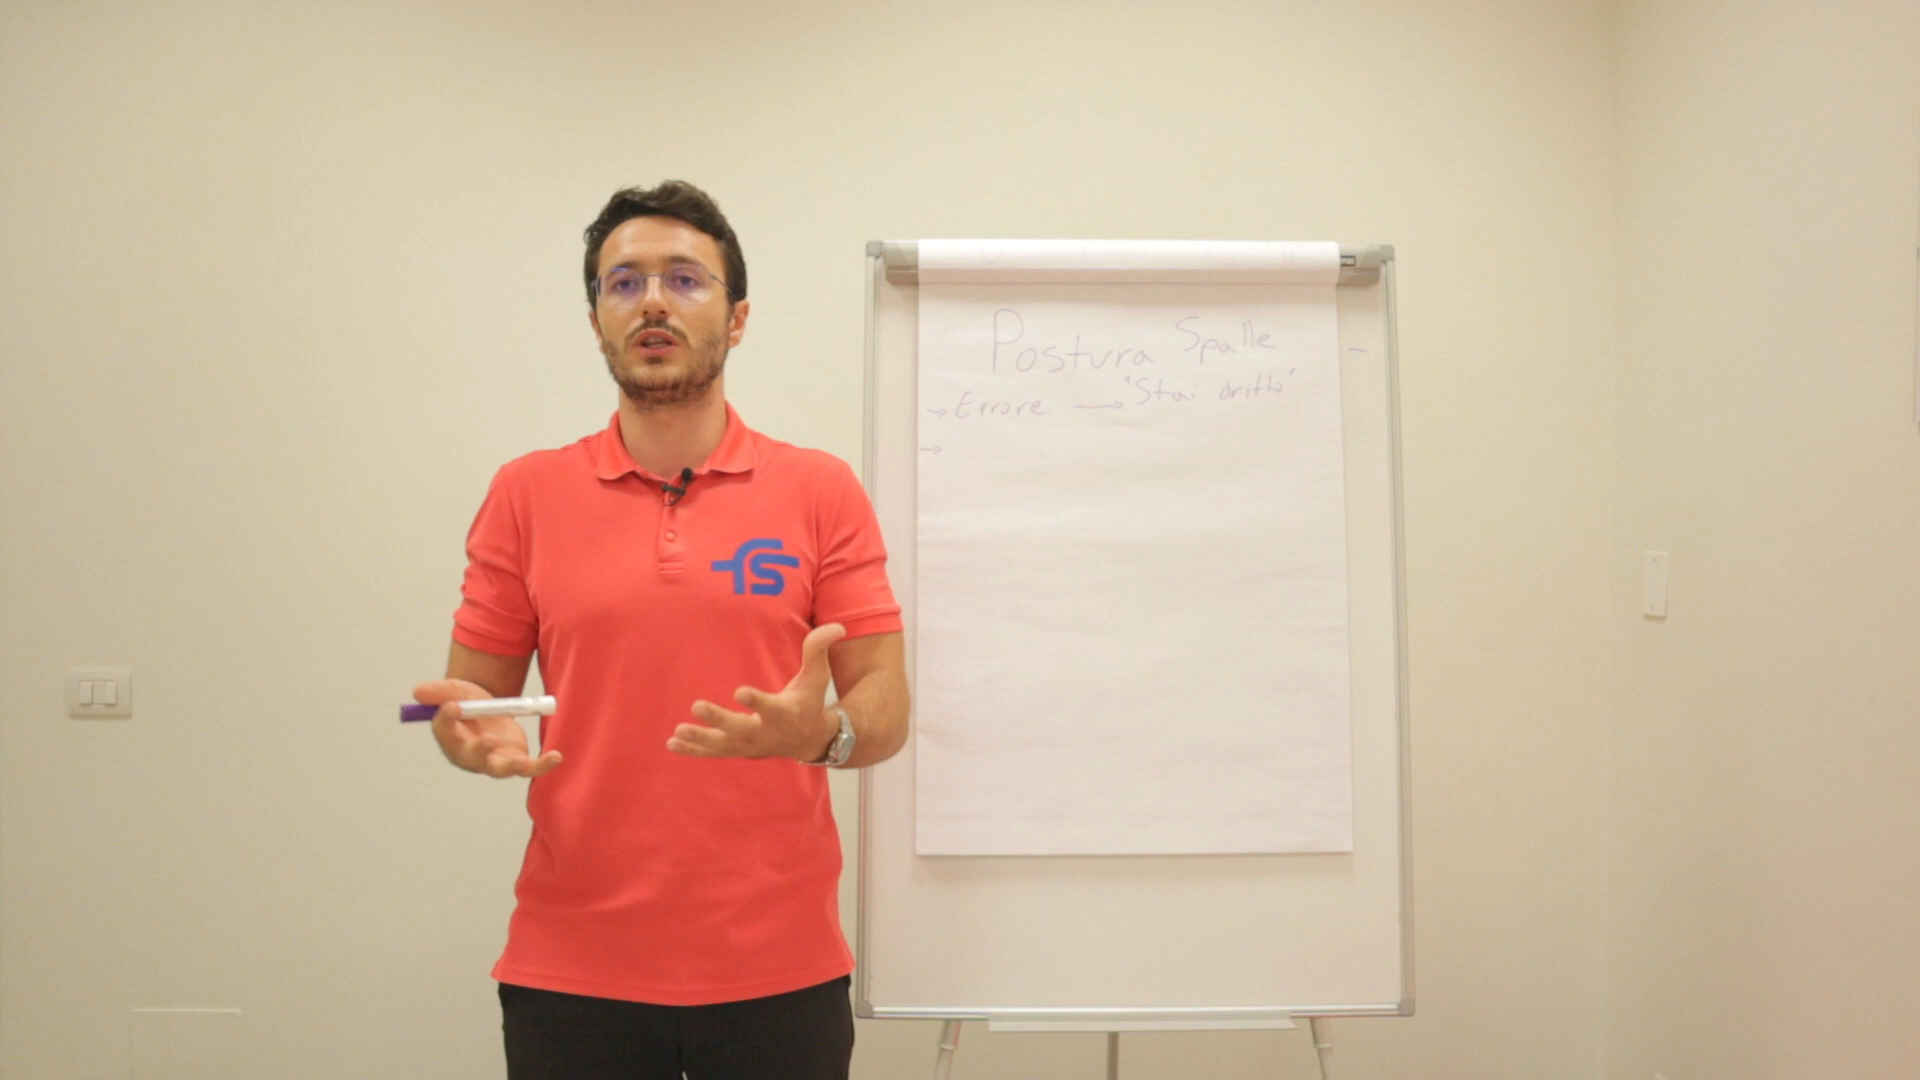 Postura Spalle
→ Errore → "Stai dritto"
→
fs